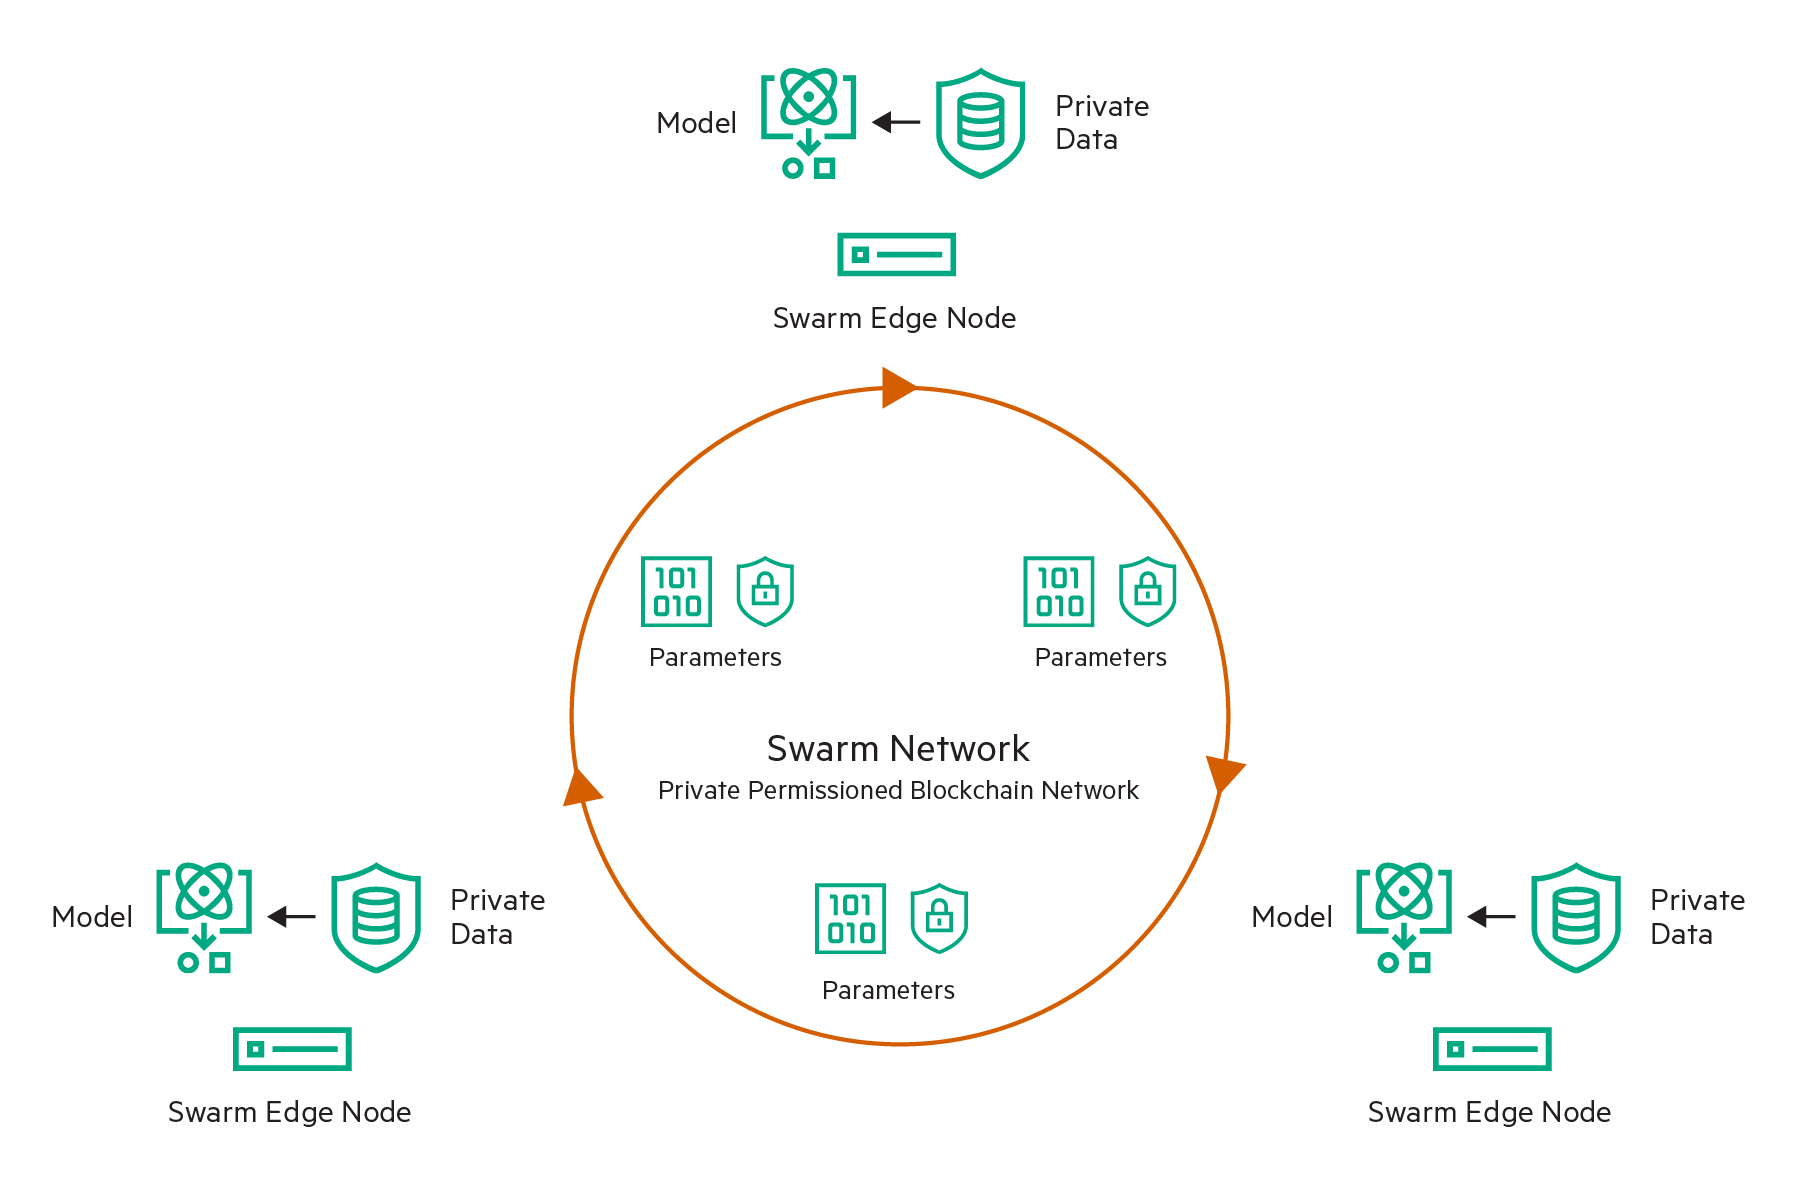 Model
Private
Data
Swarm Edge Node
101
010
Parameters
101
010
Parameters
Swarm Network
Private Permissioned Blockchain Network
101
010
Parameters
Model
Private
Data
Swarm Edge Node
Model
Private
Data
Swarm Edge Node